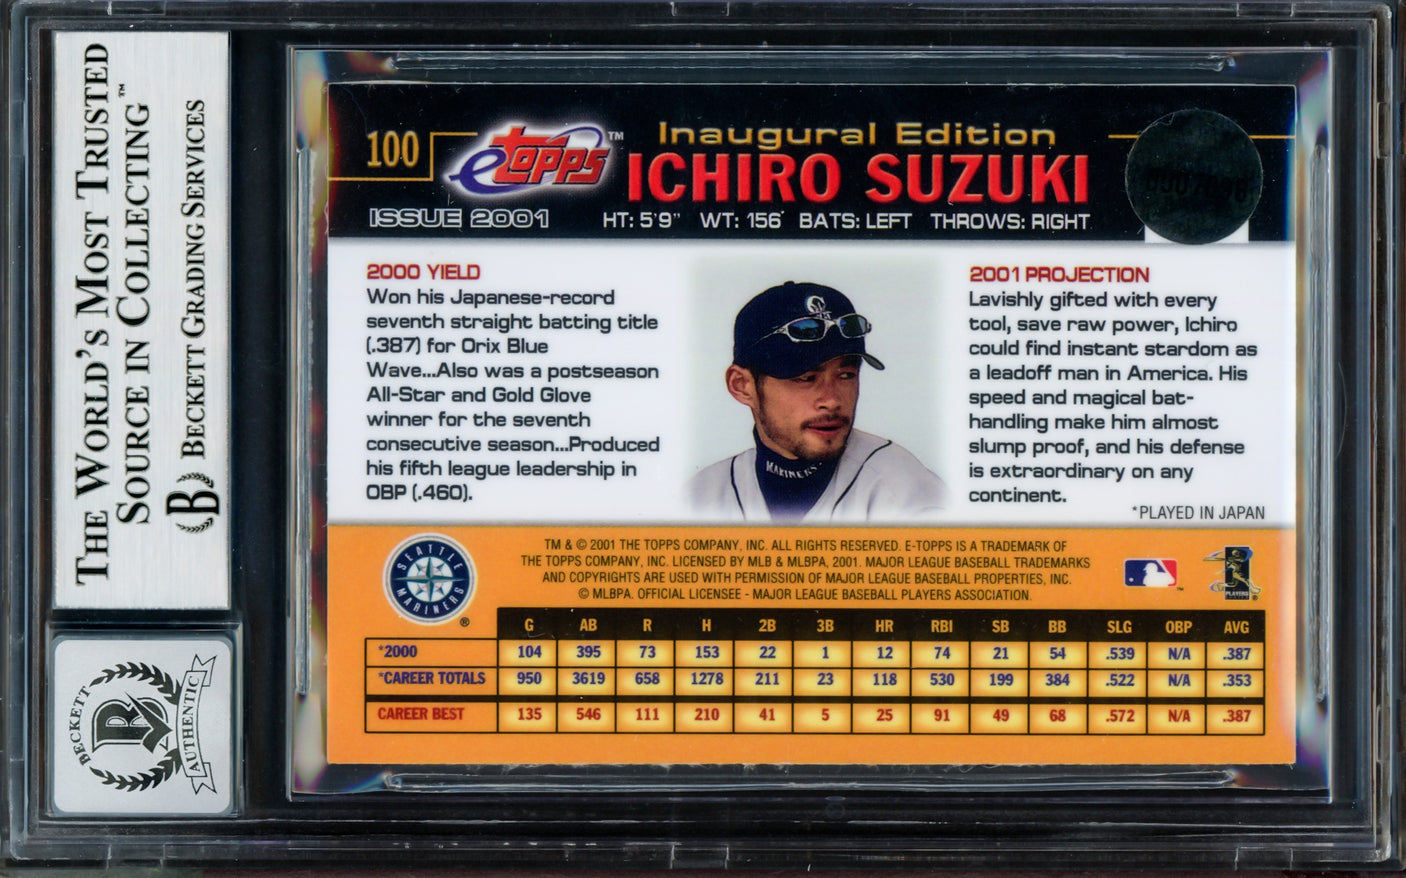 THE WORLD'S MOST TRUSTED
SOURCE IN COLLECTING™
BECKETT GRADING SERVICES
B
BECKETT
B
AUTHENTIC
100
etopps™
ISSUE 2001
Inaugural Edition
ICHIRO SUZUKI
HT: 5'9" WT: 156 BATS: LEFT THROWS: RIGHT
2000 YIELD
Won his Japanese-record
seventh straight batting title
(.387) for Orix Blue
Wave...Also was a postseason
All-Star and Gold Glove
winner for the seventh
consecutive season...Produced
his fifth league leadership in
OBP (.460).
S
MARINERS
2001 PROJECTION
Lavishly gifted with every
tool, save raw power, Ichiro
could find instant stardom as
a leadoff man in America. His
speed and magical bat-
handling make him almost
slump proof, and his defense
is extraordinary on any
continent.
*PLAYED IN JAPAN
SEATTLE
MARINERS
®
TM & © 2001 THE TOPPS COMPANY, INC. ALL RIGHTS RESERVED. E-TOPPS IS A TRADEMARK OF
THE TOPPS COMPANY, INC. LICENSED BY MLB & MLBPA, 2001. MAJOR LEAGUE BASEBALL TRADEMARKS
AND COPYRIGHTS ARE USED WITH PERMISSION OF MAJOR LEAGUE BASEBALL PROPERTIES, INC.
© MLBPA. OFFICIAL LICENSEE - MAJOR LEAGUE BASEBALL PLAYERS ASSOCIATION.
PLAYERS
G AB R H 2B 3B HR RBI SB BB SLG OBP AVG
*2000 104 395 73 153 22 1 12 74 21 54 .539 N/A .387
*CAREER TOTALS 950 3619 658 1278 211 23 118 530 199 384 .522 N/A .353
CAREER BEST 135 546 111 210 41 5 25 91 49 68 .572 N/A .387